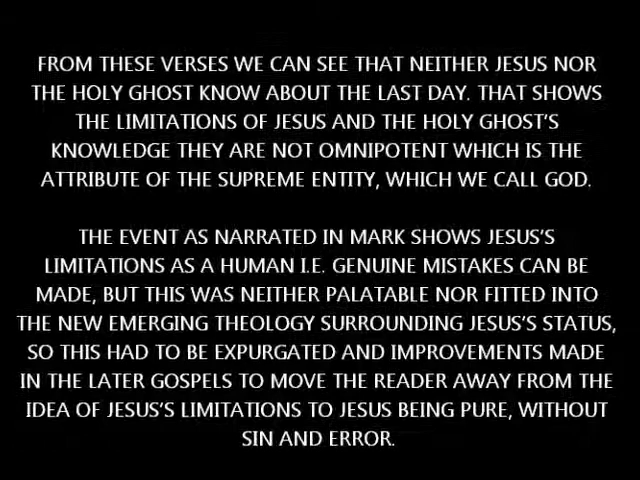 FROM THESE VERSES WE CAN SEE THAT NEITHER JESUS NOR
THE HOLY GHOST KNOW ABOUT THE LAST DAY. THAT SHOWS
THE LIMITATIONS OF JESUS AND THE HOLY GHOST'S
KNOWLEDGE THEY ARE NOT OMNIPOTENT WHICH IS THE
ATTRIBUTE OF THE SUPREME ENTITY, WHICH WE CALL GOD.
THE EVENT AS NARRATED IN MARK SHOWS JESUS'S
LIMITATIONS AS A HUMAN I.E. GENUINE MISTAKES CAN BE
MADE, BUT THIS WAS NEITHER PALATABLE NOR FITTED INTO
THE NEW EMERGING THEOLOGY SURROUNDING JESUS'S STATUS,
SO THIS HAD TO BE EXPURGATED AND IMPROVEMENTS MADE
IN THE LATER GOSPELS TO MOVE THE READER AWAY FROM THE
IDEA OF JESUS'S LIMITATIONS TO JESUS BEING PURE, WITHOUT
SIN AND ERROR.